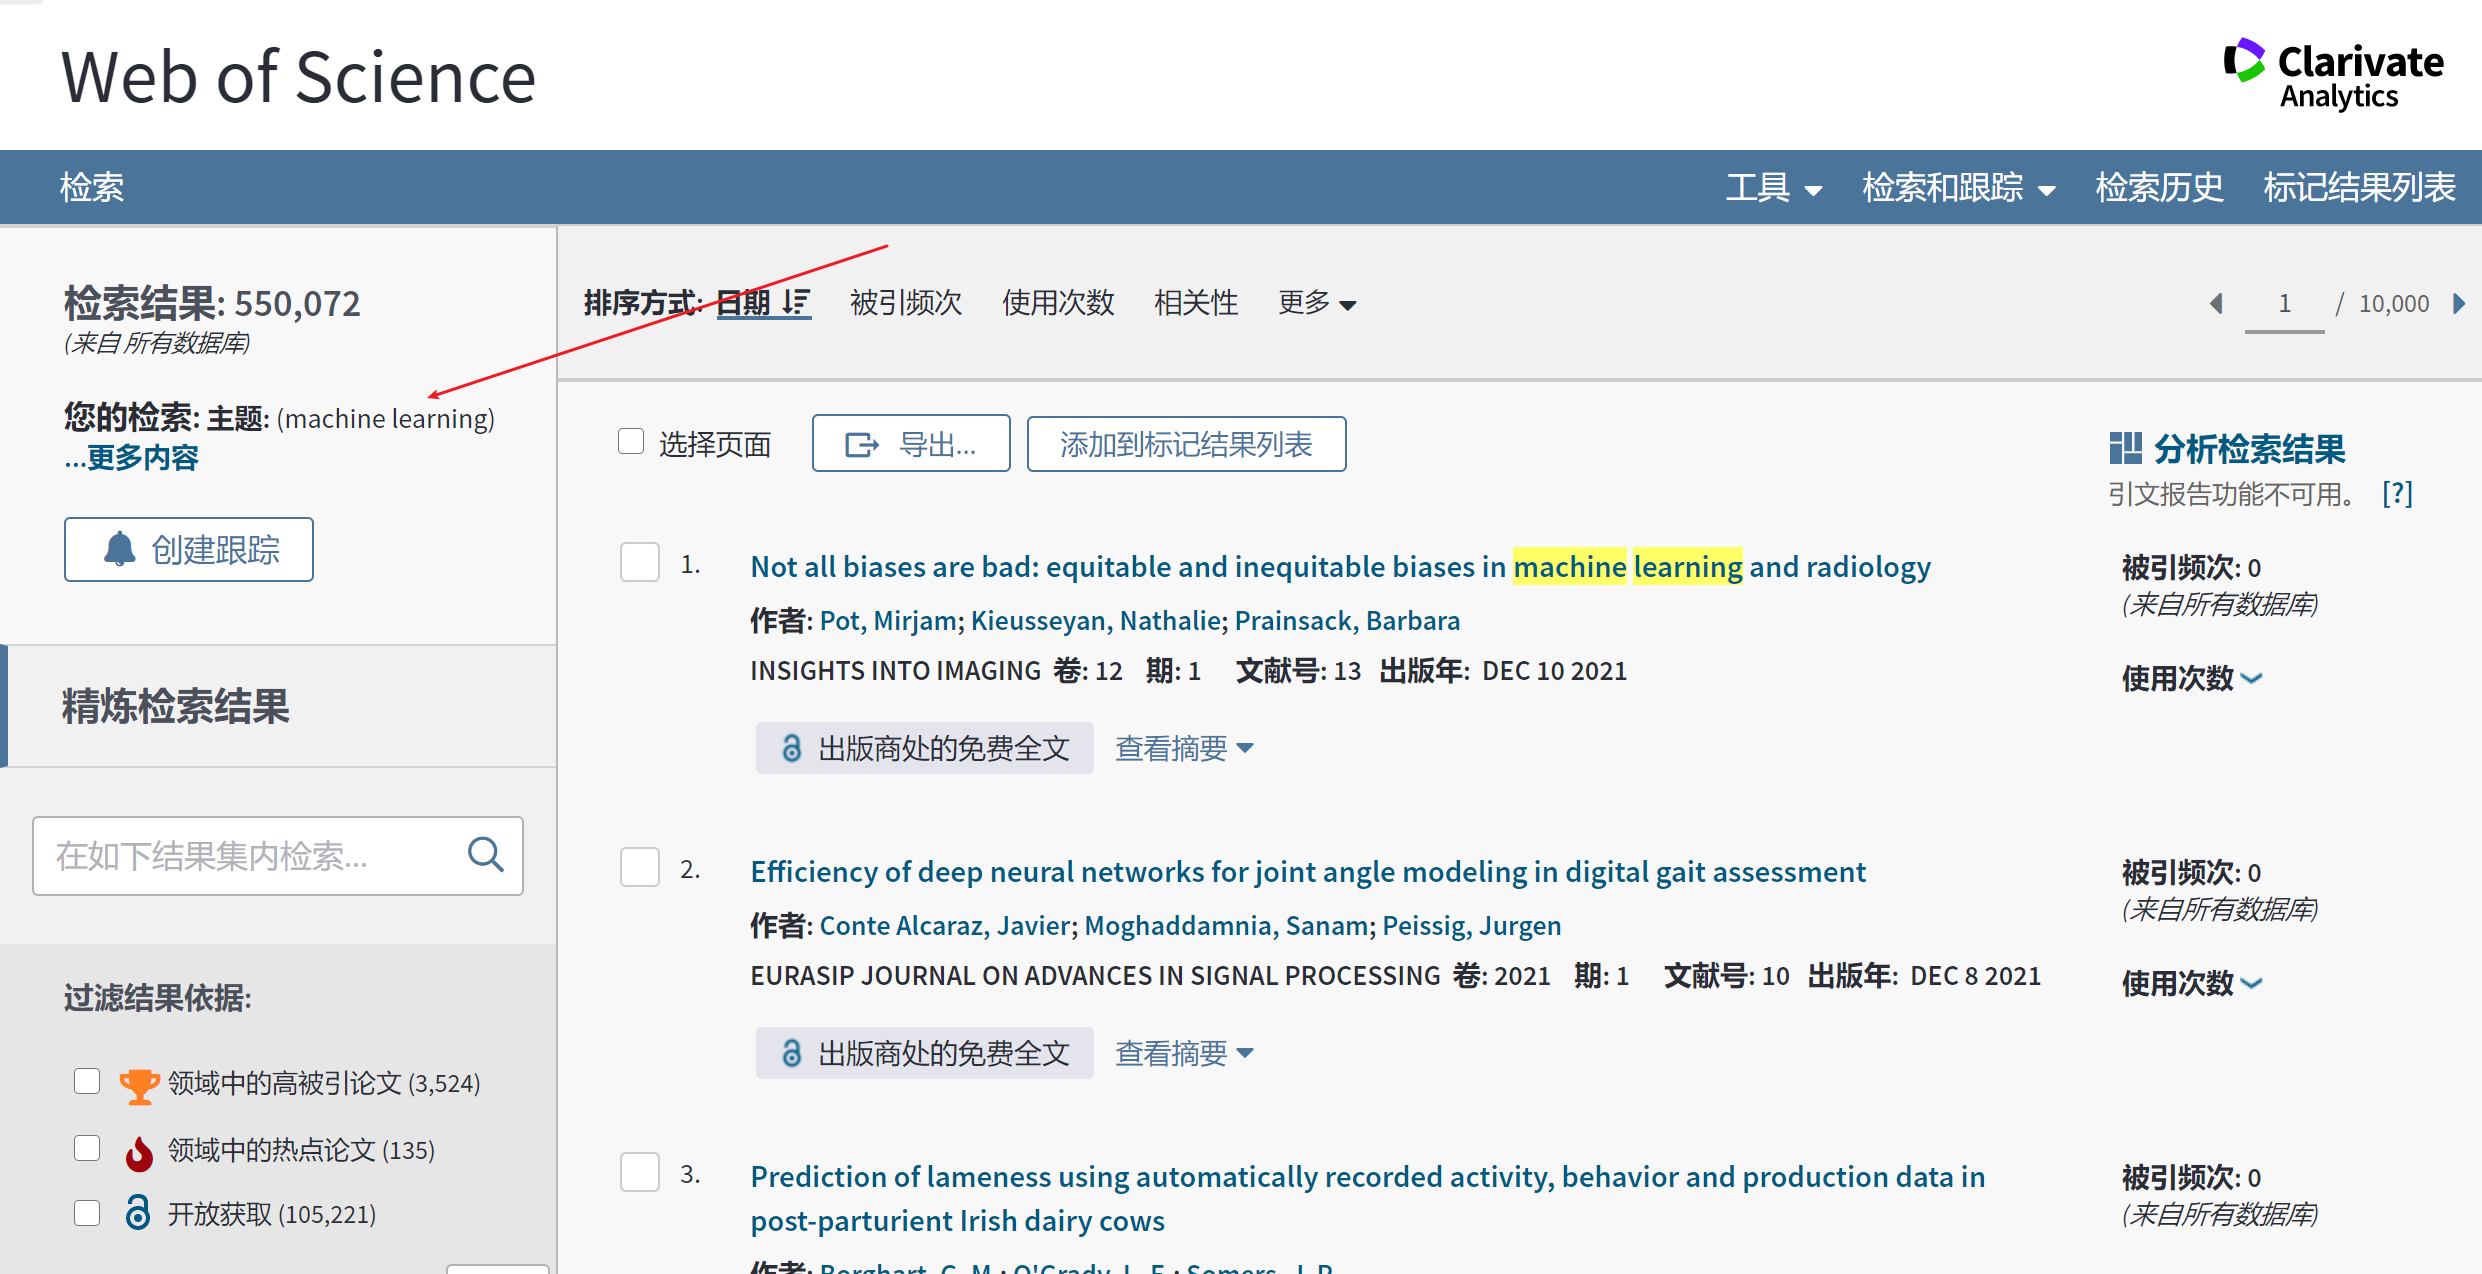 Web of Science
Clarivate
Analytics
检索
工具
检索和跟踪
检索历史
标记结果列表
检索结果: 550,072
(来自 所有数据库)
您的检索: 主题: (machine learning)
...更多内容
创建跟踪
精炼检索结果
在如下结果集内检索...
过滤结果依据:
领域中的高被引论文 (3,524)
领域中的热点论文 (135)
开放获取 (105,221)
排序方式: 日期 被引频次 使用次数 相关性 更多
1 / 10,000
选择页面
导出...
添加到标记结果列表
分析检索结果
引文报告功能不可用。 [?]
1. Not all biases are bad: equitable and inequitable biases in machine learning and radiology
作者: Pot, Mirjam; Kieusseyan, Nathalie; Prainsack, Barbara
INSIGHTS INTO IMAGING 卷: 12 期: 1 文献号: 13 出版年: DEC 10 2021
出版商处的免费全文 查看摘要
被引频次: 0
(来自所有数据库)
使用次数
2. Efficiency of deep neural networks for joint angle modeling in digital gait assessment
作者: Conte Alcaraz, Javier; Moghaddamnia, Sanam; Peissig, Jurgen
EURASIP JOURNAL ON ADVANCES IN SIGNAL PROCESSING 卷: 2021 期: 1 文献号: 10 出版年: DEC 8 2021
出版商处的免费全文 查看摘要
被引频次: 0
(来自所有数据库)
使用次数
3. Prediction of lameness using automatically recorded activity, behavior and production data in
post-parturient Irish dairy cows
作者: Borghart, G. M.; O'Grady, L. E.; Somers, J. R.
被引频次: 0
(来自所有数据库)